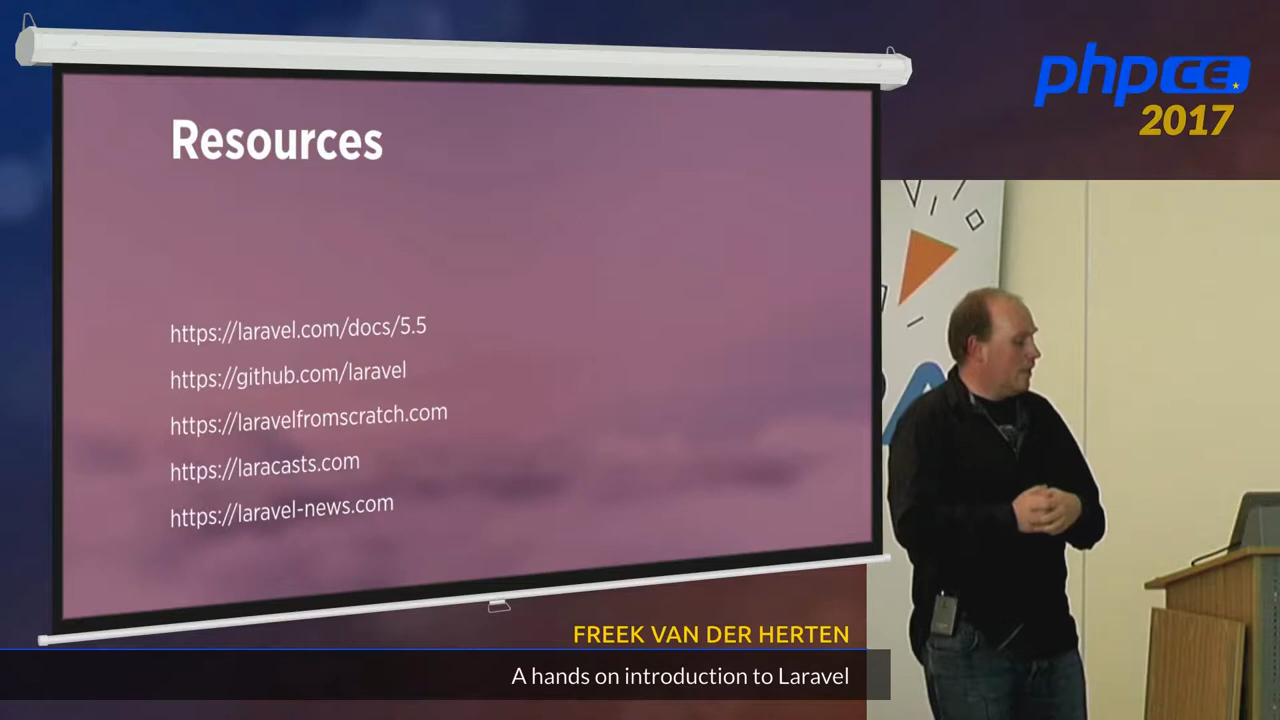 Resources
https://laravel.com/docs/5.5
https://github.com/laravel
https://laravelfromscratch.com
https://laracasts.com
https://laravel-news.com
phpCE
2017
FREEK VAN DER HERTEN
A hands on introduction to Laravel